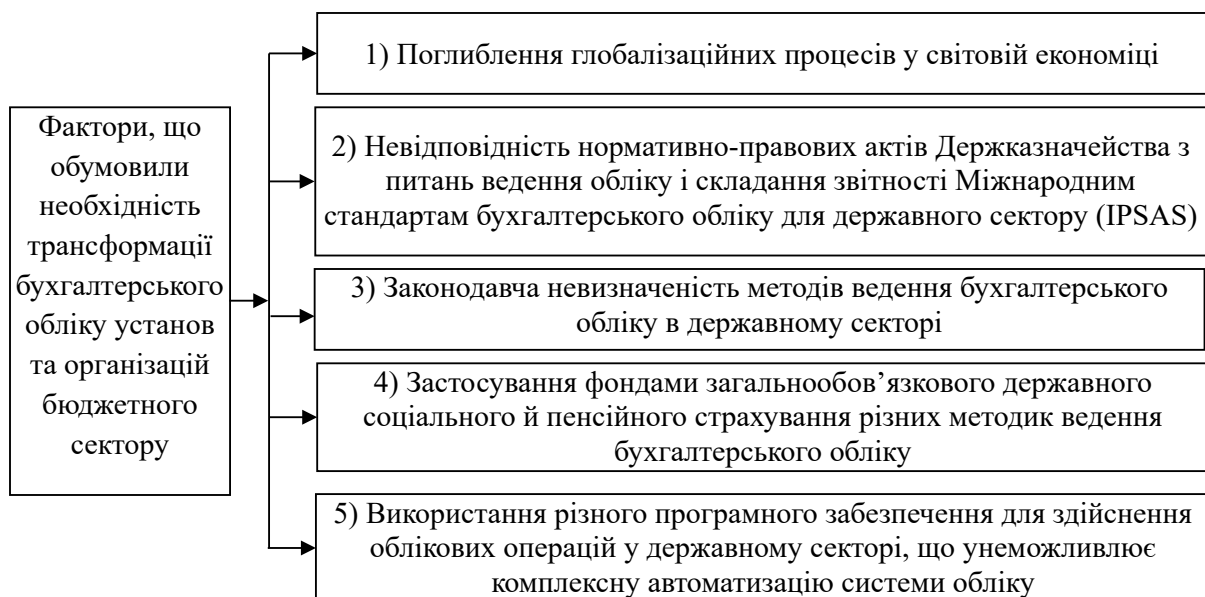 Фактори, що
обумовили
необхідність
трансформації
бухгалтерського
обліку установ
та організацій
бюджетного
сектору
1) Поглиблення глобалізаційних процесів у світовій економіці
2) Невідповідність нормативно-правових актів Держказначейства з
питань ведення обліку і складання звітності Міжнародним
стандартам бухгалтерського обліку для державного сектору (IPSAS)
3) Законодавча невизначеність методів ведення бухгалтерського
обліку в державному секторі
4) Застосування фондами загальнообов’язкового державного
соціального й пенсійного страхування різних методик ведення
бухгалтерського обліку
5) Використання різного програмного забезпечення для здійснення
облікових операцій у державному секторі, що унеможливлює
комплексну автоматизацію системи обліку